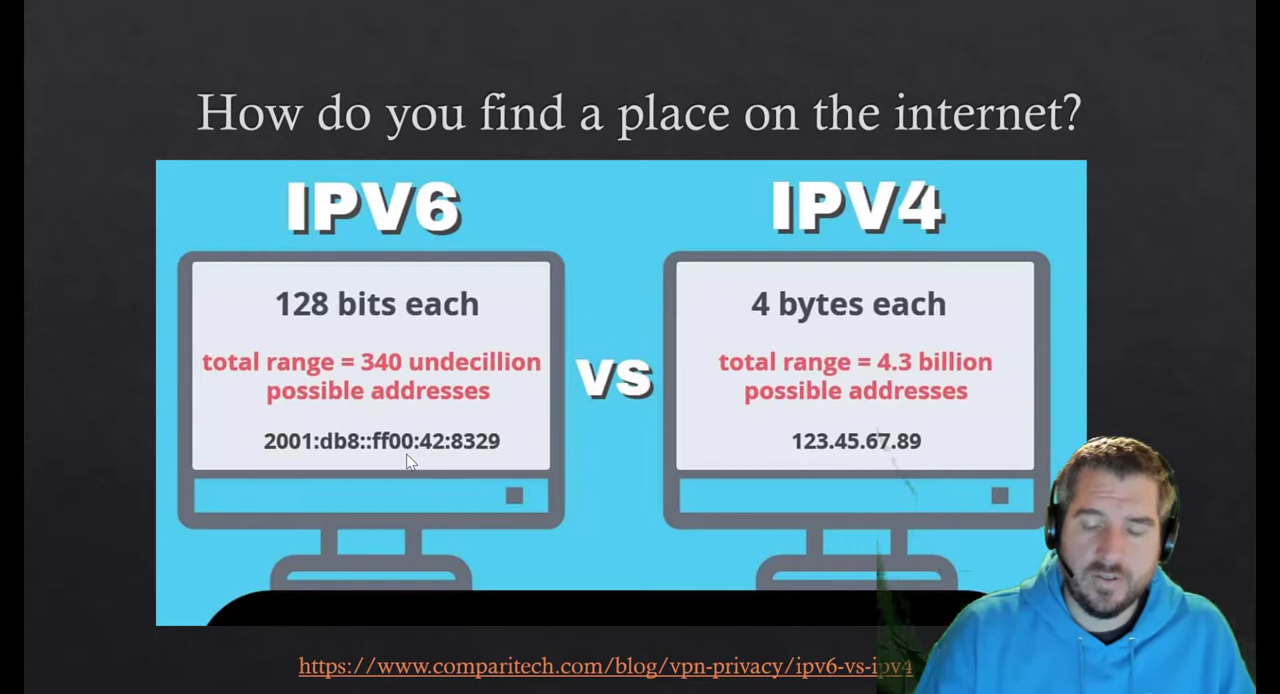 How do you find a place on the internet?
IPV6
128 bits each
total range = 340 undecillion
possible addresses
2001:db8::ff00:42:8329
vs
IPV4
4 bytes each
total range = 4.3 billion
possible addresses
123.45.67.89
https://www.comparitech.com/blog/vpn-privacy/ipv6-vs-ipv4